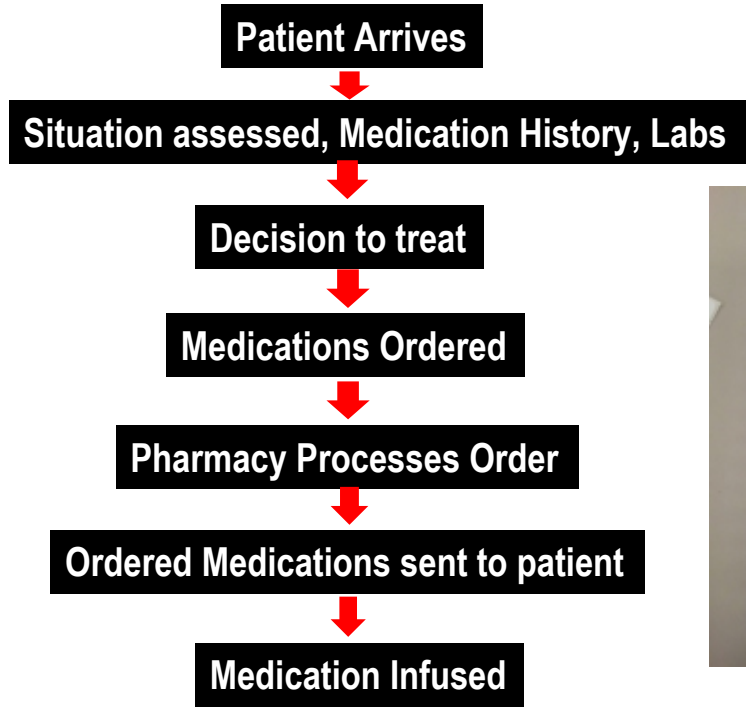 Patient Arrives
Situation assessed, Medication History, Labs
Decision to treat
Medications Ordered
Pharmacy Processes Order
Ordered Medications sent to patient
Medication Infused